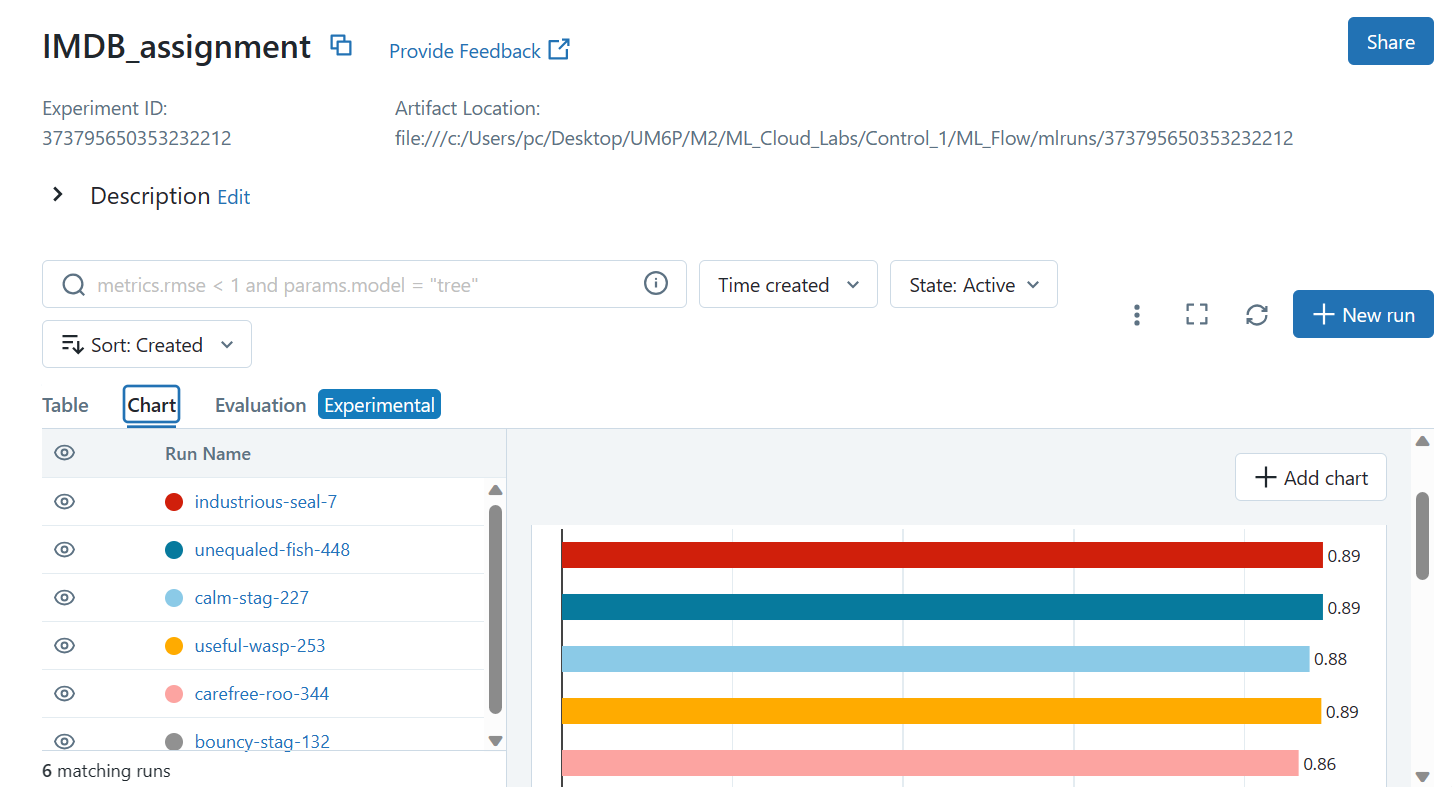 IMDB_assignment
Provide Feedback
Share
Experiment ID:
373795650353232212
Artifact Location:
file:///c:/Users/pc/Desktop/UM6P/M2/ML_Cloud_Labs/Control_1/ML_Flow/mlruns/373795650353232212
Description Edit
metrics.rmse < 1 and params.model = "tree"
Time created
State: Active
Sort: Created
New run
Table
Chart
Evaluation
Experimental
Run Name
Add chart
industrious-seal-7
unequaled-fish-448
calm-stag-227
useful-wasp-253
carefree-roo-344
bouncy-stag-132
6 matching runs
0.89
0.89
0.88
0.89
0.86